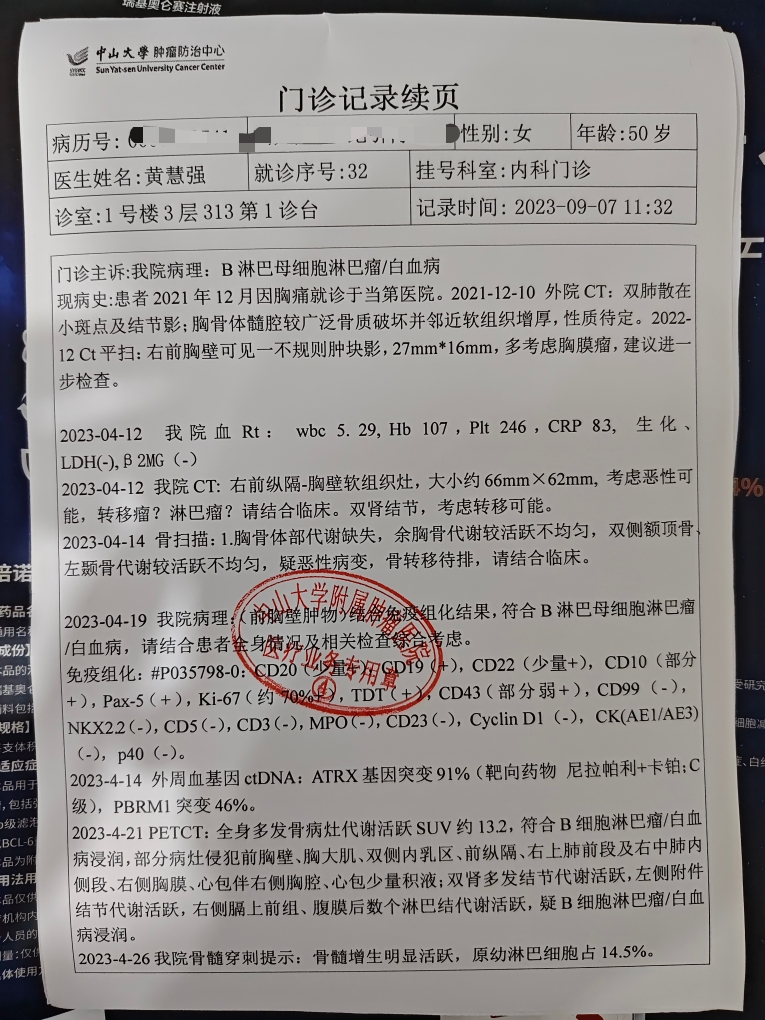 瑞基奥仑赛注射液
中山大學 肿瘤防治中心
Sun Yat-sen University Cancer Center
门诊记录续页
病历号: 性别:女 年龄:50岁
医生姓名:黄慧强 就诊序号:32 挂号科室:内科门诊
诊室:1号楼3层313第1诊台 记录时间: 2023-09-07 11:32
门诊主诉:我院病理：B淋巴母细胞淋巴瘤/白血病
现病史:患者2021年12月因胸痛就诊于当第医院。2021-12-10 外院CT：双肺散在
小斑点及结节影；胸骨体髓腔较广泛骨质破坏并邻近软组织增厚，性质待定。2022-
12 Ct平扫：右前胸壁可见一不规则肿块影，27mm*16mm，多考虑胸膜瘤，建议进一
步检查。
2023-04-12 我院血Rt：wbc 5.29, Hb 107，Plt 246，CRP 83, 生化、
LDH(-), β2MG（-）
2023-04-12 我院CT: 右前纵隔-胸壁软组织灶，大小约66mm×62mm, 考虑恶性可
能，转移瘤？淋巴瘤？请结合临床。双肾结节，考虑转移可能。
2023-04-14 骨扫描：1.胸骨体部代谢缺失，余胸骨代谢较活跃不均匀，双侧额顶骨、
左颞骨代谢较活跃不均匀，疑恶性病变，骨转移待排，请结合临床。
2023-04-19 我院病理:（前胸壁肿物）结合免疫组化结果，符合B淋巴母细胞淋巴瘤
/白血病，请结合患者全身情况及相关检查综合考虑。
免疫组化：#P035798-0：CD20（少量+），CD19（+），CD22（少量+），CD10（部分
+），Pax-5（+），Ki-67（约70%+），TDT（+），CD43（部分弱+），CD99（-），
NKX2.2（-），CD5（-），CD3（-），MPO（-），CD23（-），Cyclin D1（-），CK(AE1/AE3)
（-），p40（-）。
2023-4-14 外周血基因ctDNA：ATRX基因突变91%（靶向药物 尼拉帕利+卡铂；C
级），PBRM1突变46%。
2023-4-21 PETCT：全身多发骨病灶代谢活跃SUV约13.2，符合B细胞淋巴瘤/白血
病浸润，部分病灶侵犯前胸壁、胸大肌、双侧内乳区、前纵隔、右上肺前段及右中肺内
侧段、右侧胸膜、心包伴右侧胸腔、心包少量积液；双肾多发结节代谢活跃，左侧附件
结节代谢活跃，右侧膈上前组、腹膜后数个淋巴结代谢活跃，疑B细胞淋巴瘤/白血
病浸润。
2023-4-26我院骨髓穿刺提示：骨髓增生明显活跃，原幼淋巴细胞占14.5%。
中山大学附属肿瘤医院
医疗业务专用章
④